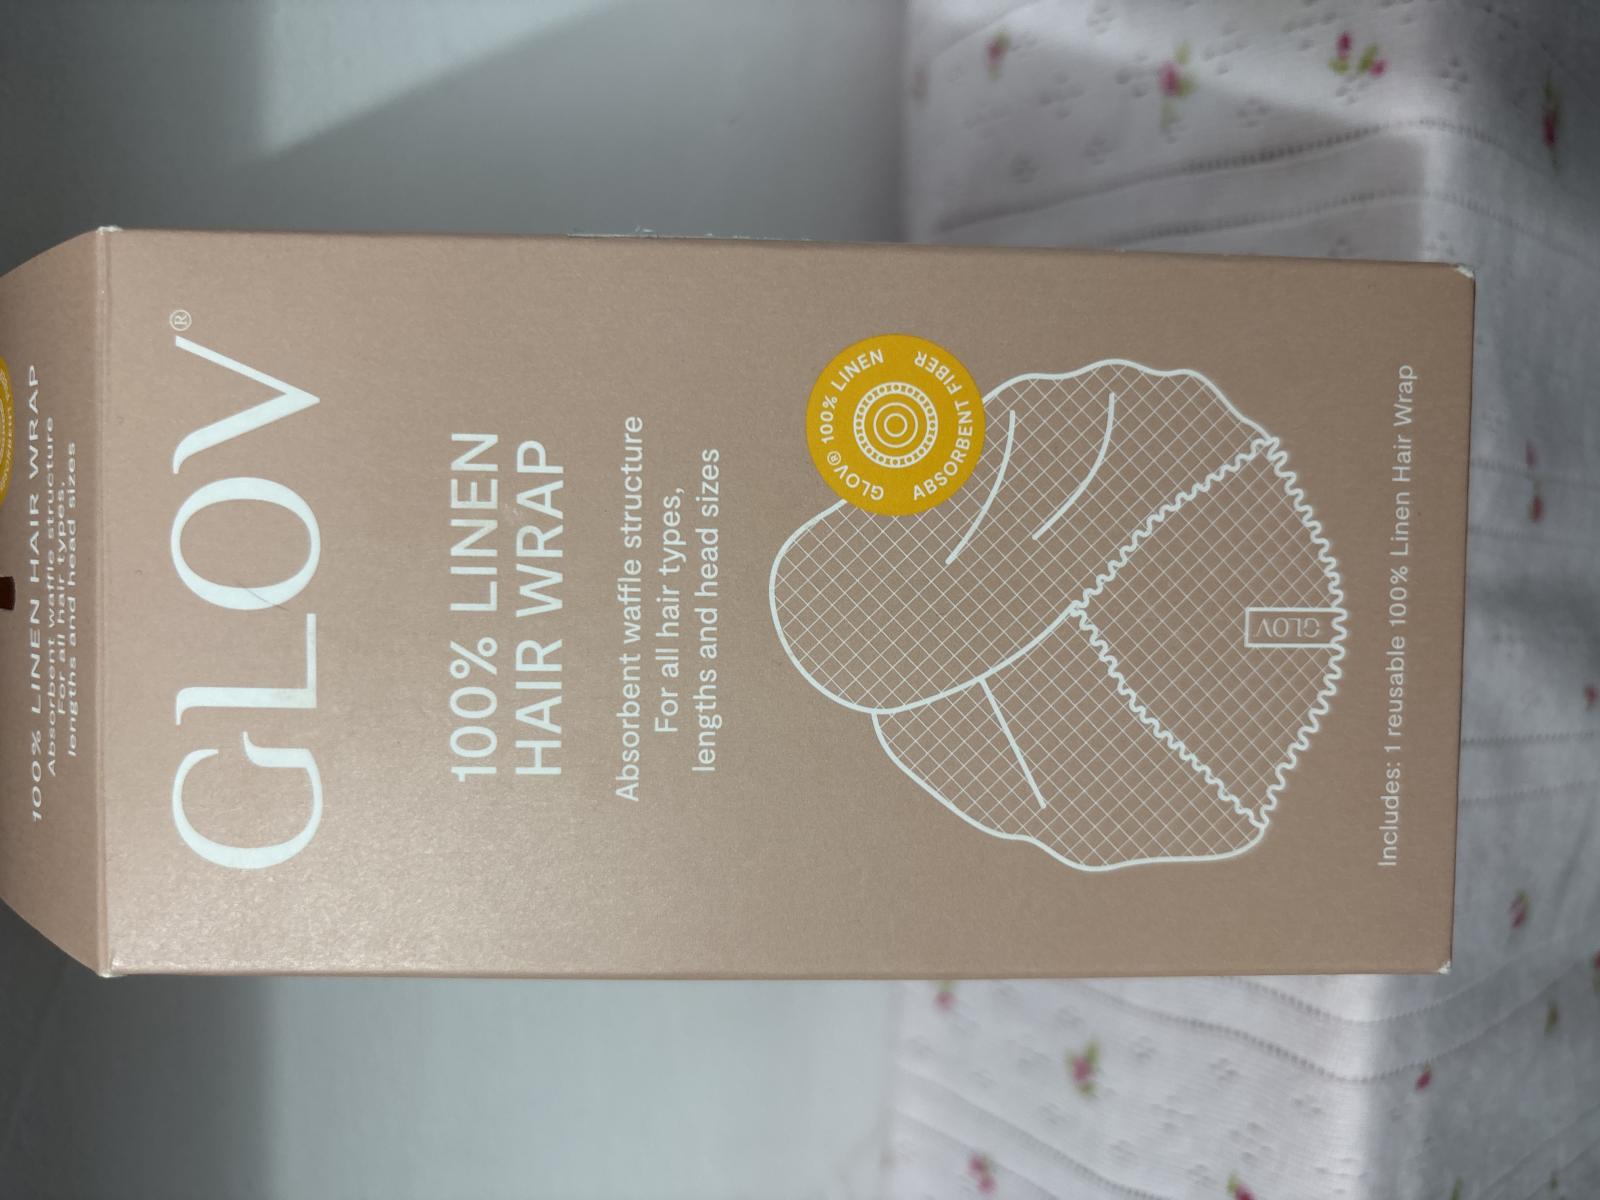 100% LINEN HAIR WRAP
Absorbent waffle structure
For all hair types,
lengths and head sizes
GLOV®
100% LINEN
HAIR WRAP
Absorbent waffle structure
For all hair types,
lengths and head sizes
GLOV® 100% LINEN
ABSORBENT FIBER
GLOV
Includes: 1 reusable 100% Linen Hair Wrap